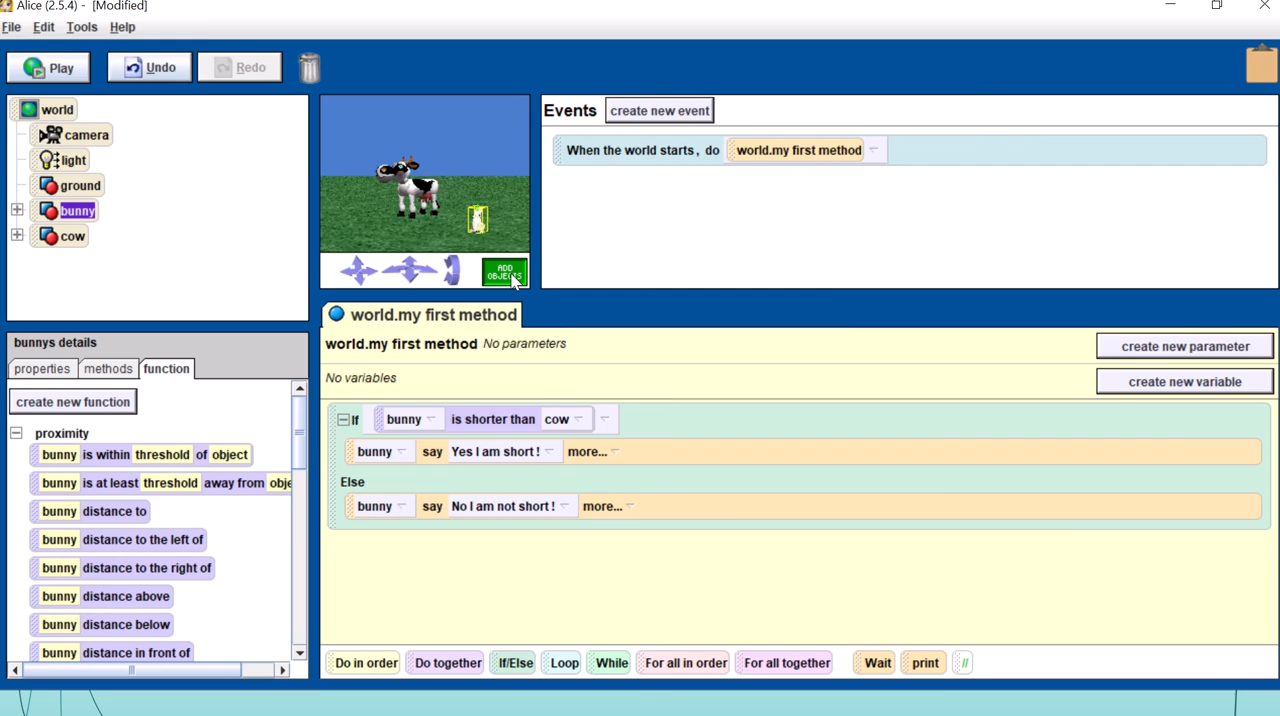 Alice (2.5.4) - [Modified]
File Edit Tools Help
Play Undo Redo
world
camera
light
ground
bunny
cow
ADD
OBJECTS
Events create new event
When the world starts, do world.my first method
bunnys details
properties methods function
create new function
proximity
bunny is within threshold of object
bunny is at least threshold away from obje
bunny distance to
bunny distance to the left of
bunny distance to the right of
bunny distance above
bunny distance below
bunny distance in front of
world.my first method
world.my first method No parameters
create new parameter
No variables
create new variable
If bunny is shorter than cow
bunny say Yes I am short ! more...
Else
bunny say No I am not short ! more...
Do in order Do together If/Else Loop While For all in order For all together Wait print //